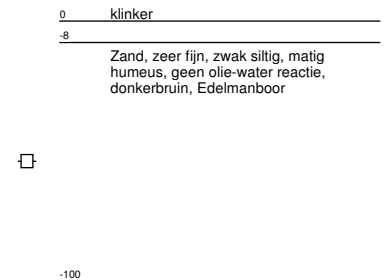 0 klinker
-8
Zand, zeer fijn, zwak siltig, matig
humeus, geen olie-water reactie,
donkerbruin, Edelmanboor
-100